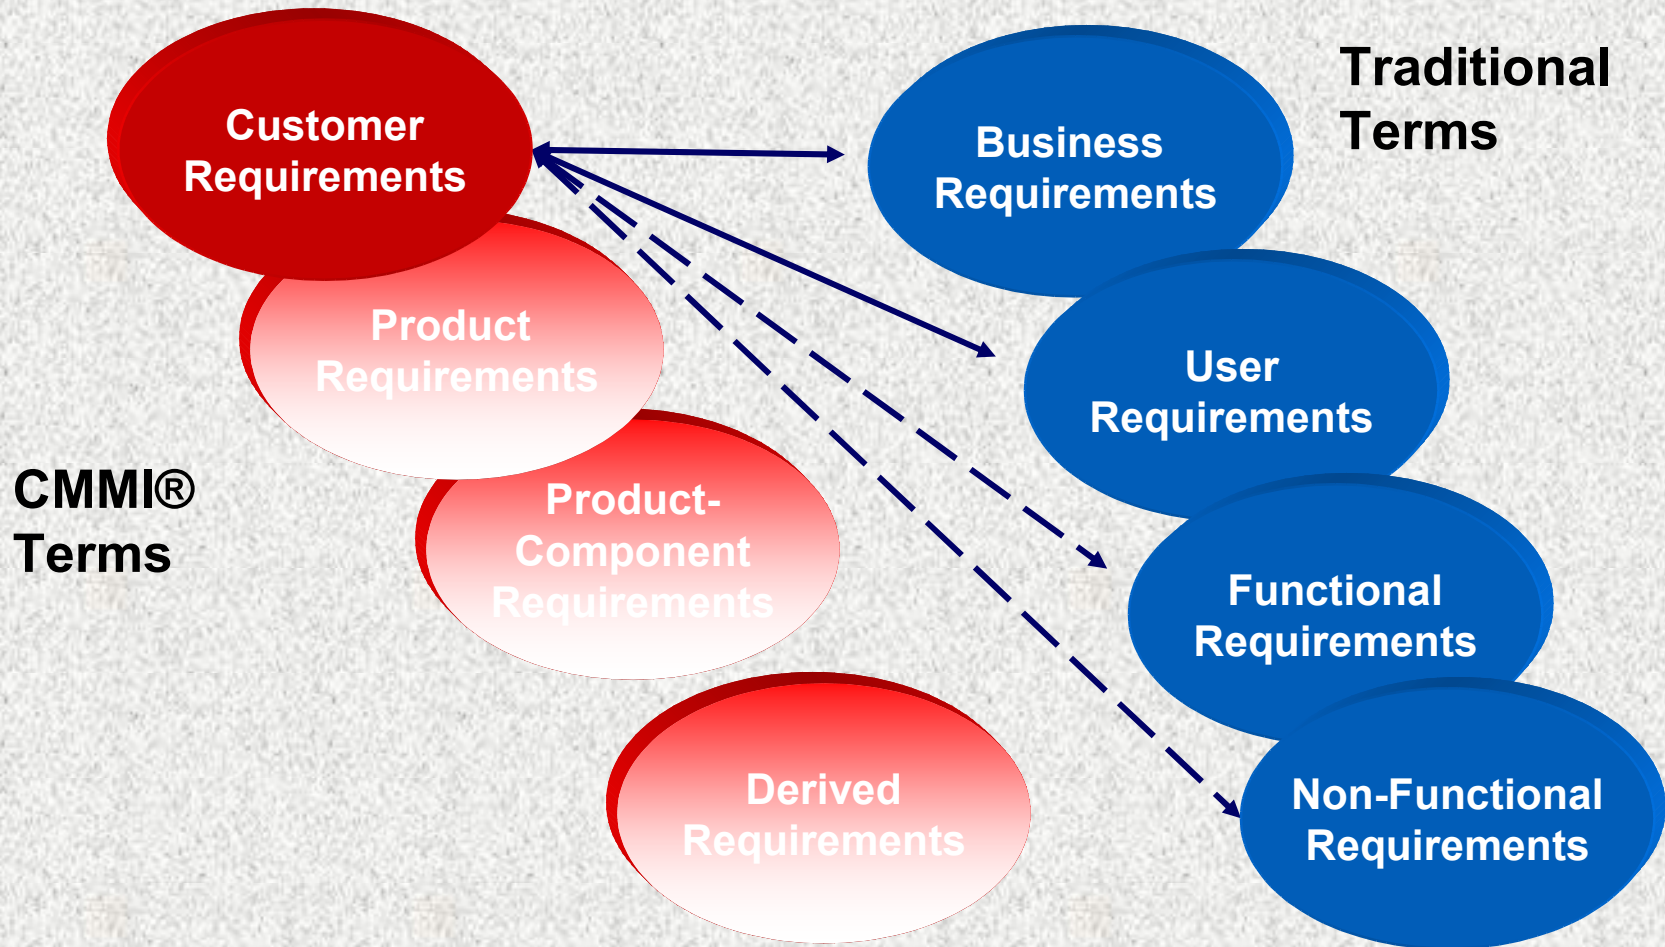 Customer
Requirements
Product
Requirements
Product-
Component
Requirements
Derived
Requirements
CMMI®
Terms
Business
Requirements
User
Requirements
Functional
Requirements
Non-Functional
Requirements
Traditional
Terms